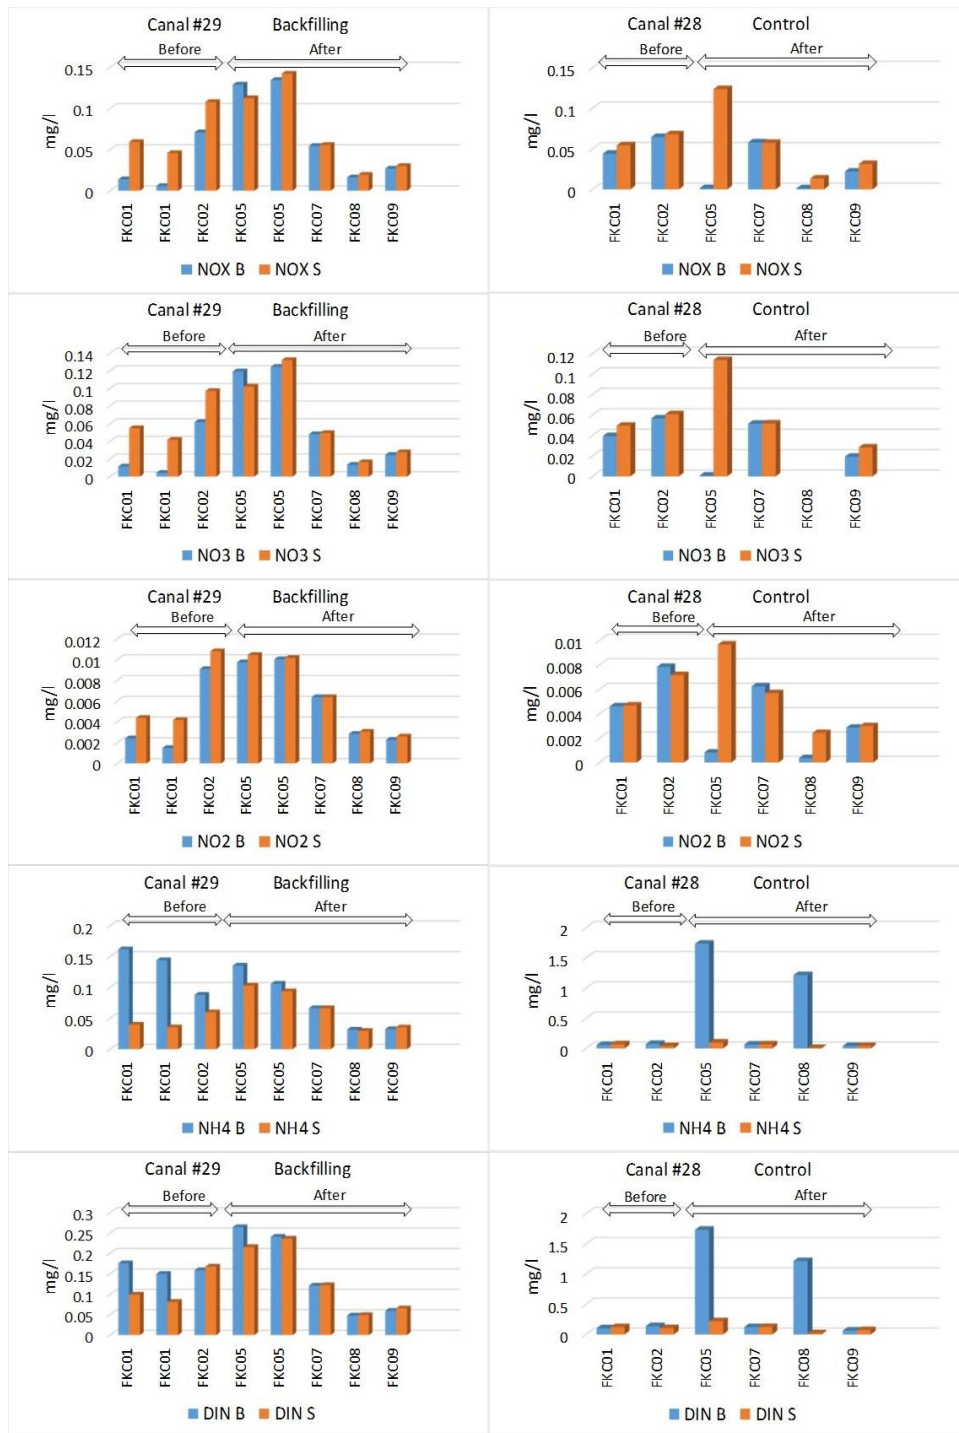 Canal #29 Backfilling
Before After
0.15
0.1
0.05
0
mg/l
FKC01 FKC01 FKC02 FKC05 FKC05 FKC07 FKC08 FKC09
NOX B NOX S
Canal #28 Control
Before After
0.15
0.1
0.05
0
mg/l
FKC01 FKC02 FKC05 FKC07 FKC08 FKC09
NOX B NOX S
Canal #29 Backfilling
Before After
0.14
0.12
0.1
0.08
0.06
0.04
0.02
0
mg/l
FKC01 FKC01 FKC02 FKC05 FKC05 FKC07 FKC08 FKC09
NO3 B NO3 S
Canal #28 Control
Before After
0.12
0.1
0.08
0.06
0.04
0.02
0
mg/l
FKC01 FKC02 FKC05 FKC07 FKC08 FKC09
NO3 B NO3 S
Canal #29 Backfilling
Before After
0.012
0.01
0.008
0.006
0.004
0.002
0
mg/l
FKC01 FKC01 FKC02 FKC05 FKC05 FKC07 FKC08 FKC09
NO2 B NO2 S
Canal #28 Control
Before After
0.01
0.008
0.006
0.004
0.002
0
mg/l
FKC01 FKC02 FKC05 FKC07 FKC08 FKC09
NO2 B NO2 S
Canal #29 Backfilling
Before After
0.2
0.15
0.1
0.05
0
mg/l
FKC01 FKC01 FKC02 FKC05 FKC05 FKC07 FKC08 FKC09
NH4 B NH4 S
Canal #28 Control
Before After
2
1.5
1
0.5
0
mg/l
FKC01 FKC02 FKC05 FKC07 FKC08 FKC09
NH4 B NH4 S
Canal #29 Backfilling
Before After
0.3
0.25
0.2
0.15
0.1
0.05
0
mg/l
FKC01 FKC01 FKC02 FKC05 FKC05 FKC07 FKC08 FKC09
DIN B DIN S
Canal #28 Control
Before After
2
1.5
1
0.5
0
mg/l
FKC01 FKC02 FKC05 FKC07 FKC08 FKC09
DIN B DIN S